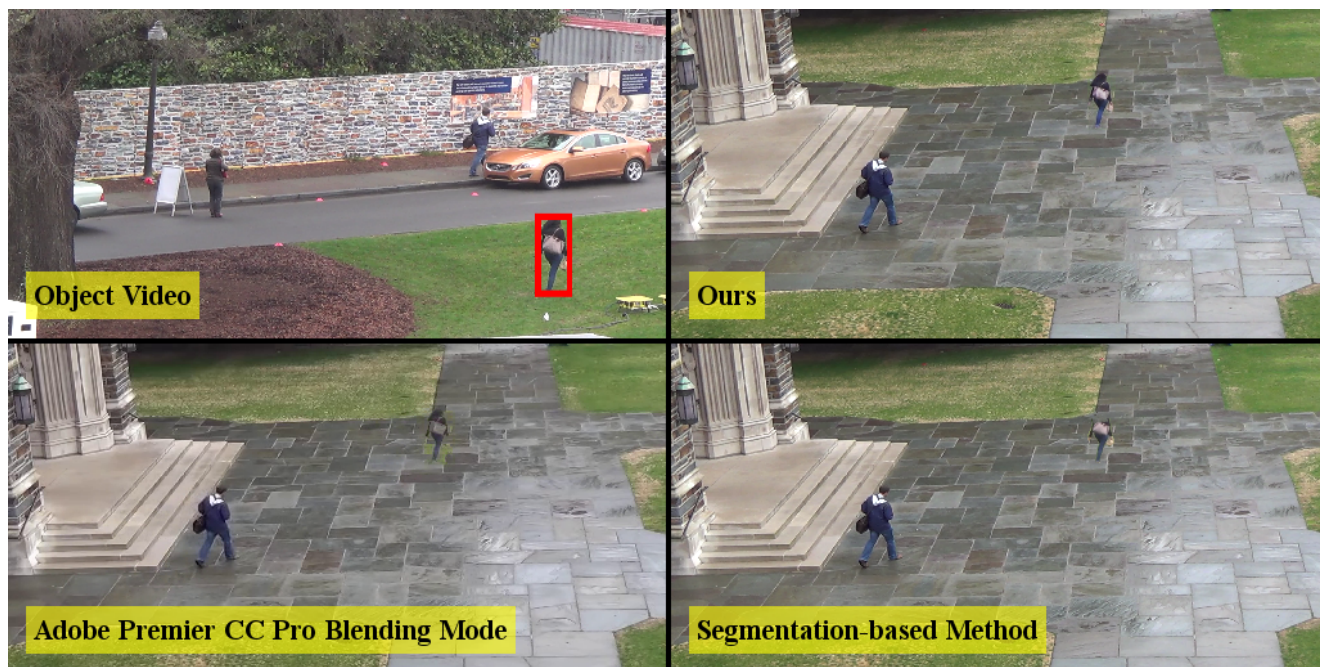 Object Video
Ours
Adobe Premier CC Pro Blending Mode
Segmentation-based Method